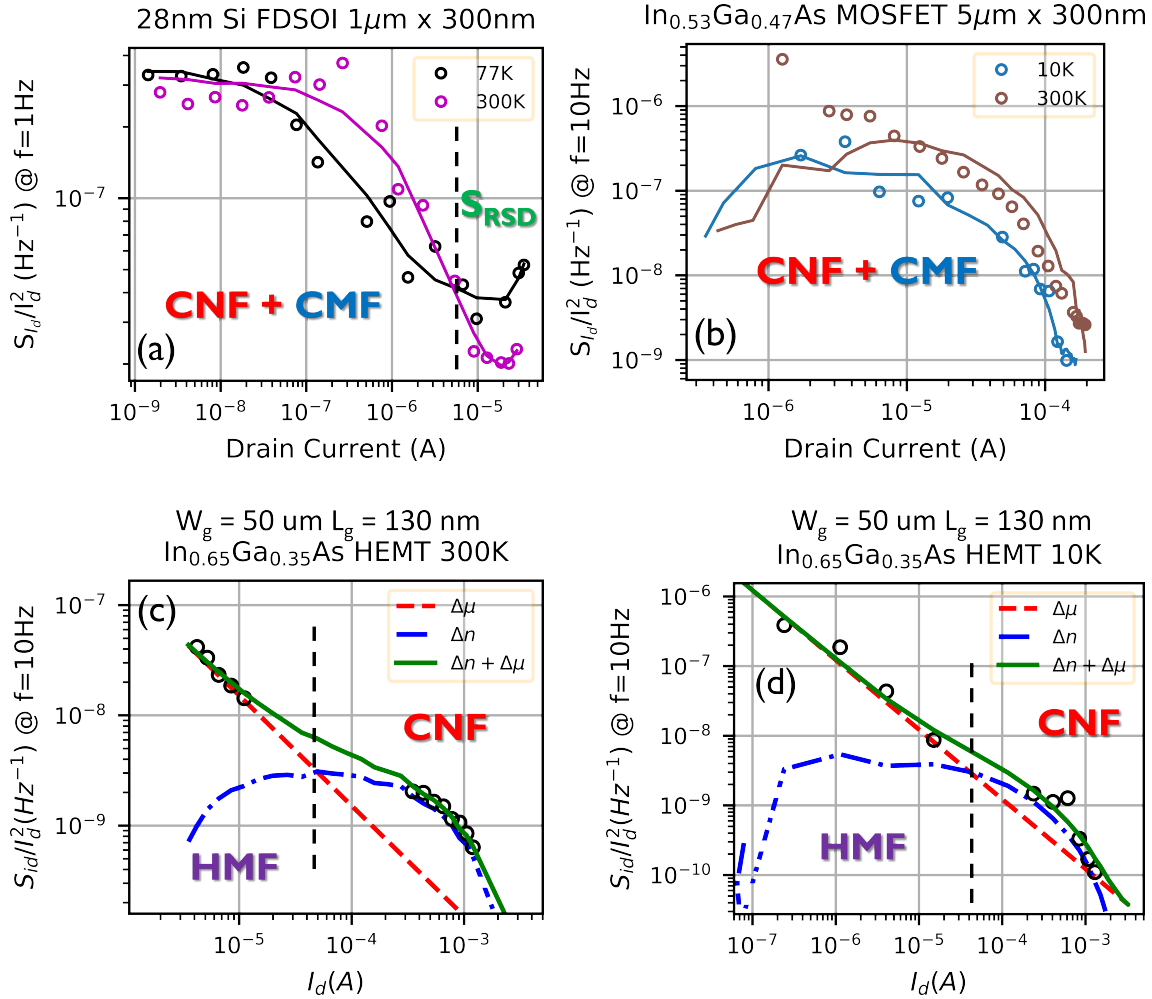 28nm Si FDSOI 1μm x 300nm
S_{I_d}/I_d^2 (Hz^{-1}) @ f=1Hz
10^{-7}
77K
300K
S_{RSD}
CNF + CMF
(a)
10^{-9} 10^{-8} 10^{-7} 10^{-6} 10^{-5}
Drain Current (A)
In_{0.53}Ga_{0.47}As MOSFET 5μm x 300nm
S_{I_d}/I_d^2 (Hz^{-1}) @ f=10Hz
10^{-6}
10^{-7}
10^{-8}
10^{-9}
10K
300K
CNF + CMF
(b)
10^{-6} 10^{-5} 10^{-4}
Drain Current (A)
W_g = 50 um L_g = 130 nm
In_{0.65}Ga_{0.35}As HEMT 300K
S_{id}/I_d^2(Hz^{-1}) @ f=10Hz
10^{-7}
10^{-8}
10^{-9}
(c)
Δμ
Δn
Δn + Δμ
CNF
HMF
10^{-5} 10^{-4} 10^{-3}
I_d(A)
W_g = 50 um L_g = 130 nm
In_{0.65}Ga_{0.35}As HEMT 10K
S_{id}/I_d^2(Hz^{-1}) @ f=10Hz
10^{-6}
10^{-7}
10^{-8}
10^{-9}
10^{-10}
Δμ
Δn
Δn + Δμ
(d)
CNF
HMF
10^{-7} 10^{-6} 10^{-5} 10^{-4} 10^{-3}
I_d(A)